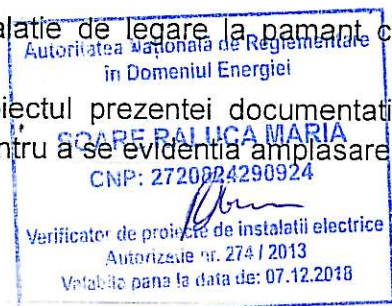 alatie de legare la pamant c
Autoritatea Naţională de Reglementare
în Domeniul Energiei
iectul prezentei documentati
SOARE RALUCA MARIA
ntru a se evidentia amplasare
CNP: 2720824290924
Verificator de proiecte de instalatii electrice
Autorizatie nr. 274 / 2013
Valabila pana la data de: 07.12.2018